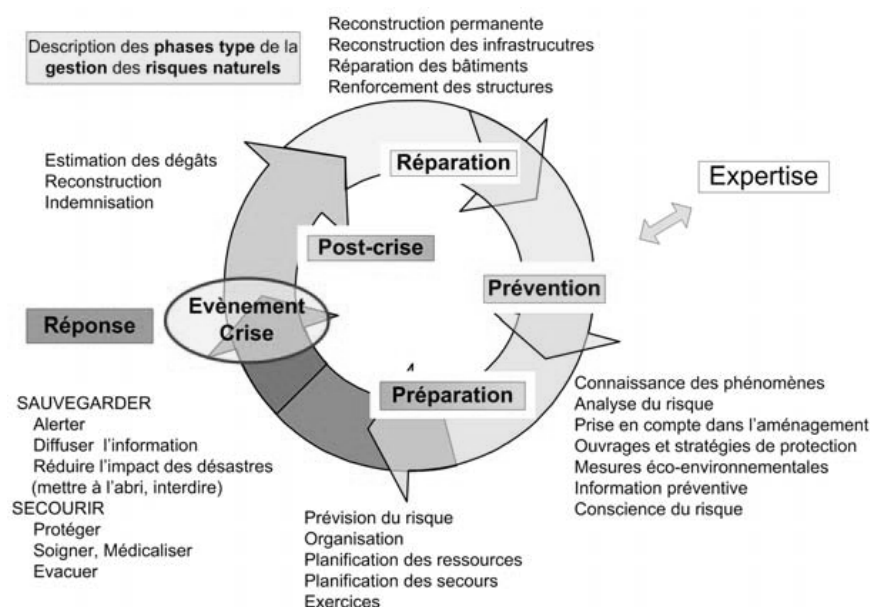 Description des phases type de la
gestion des risques naturels
Reconstruction permanente
Reconstruction des infrastrucutres
Réparation des bâtiments
Renforcement des structures
Estimation des dégâts
Reconstruction
Indemnisation
Réparation
Expertise
Post-crise
Prévention
Evènement
Crise
Réponse
Préparation
SAUVEGARDER
Alerter
Diffuser l'information
Réduire l'impact des désastres
(mettre à l'abri, interdire)
SECOURIR
Protéger
Soigner, Médicaliser
Evacuer
Prévision du risque
Organisation
Planification des ressources
Planification des secours
Exercices
Connaissance des phénomènes
Analyse du risque
Prise en compte dans l'aménagement
Ouvrages et stratégies de protection
Mesures éco-environnementales
Information préventive
Conscience du risque